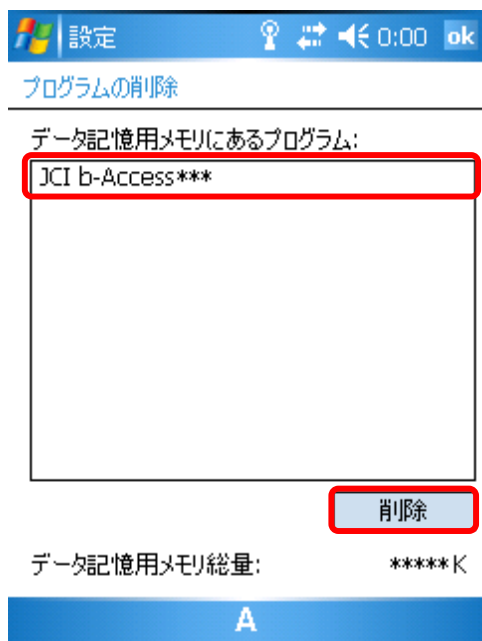 設定 0:00 ok
プログラムの削除
データ記憶用メモリにあるプログラム:
JCI b-Access***
削除
データ記憶用メモリ総量: *****K
A